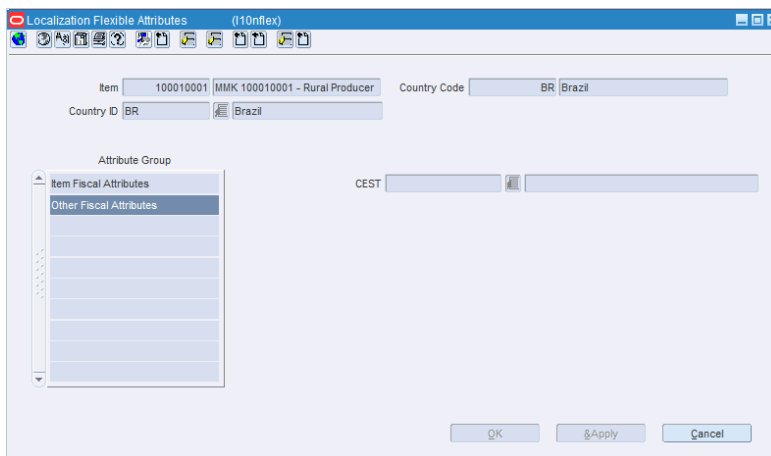 Localization Flexible Attributes (l10nflex)
Item 100010001 MMK 100010001 - Rural Producer Country Code BR Brazil
Country ID BR Brazil
Attribute Group
Item Fiscal Attributes CEST
Other Fiscal Attributes
OK &Apply Cancel